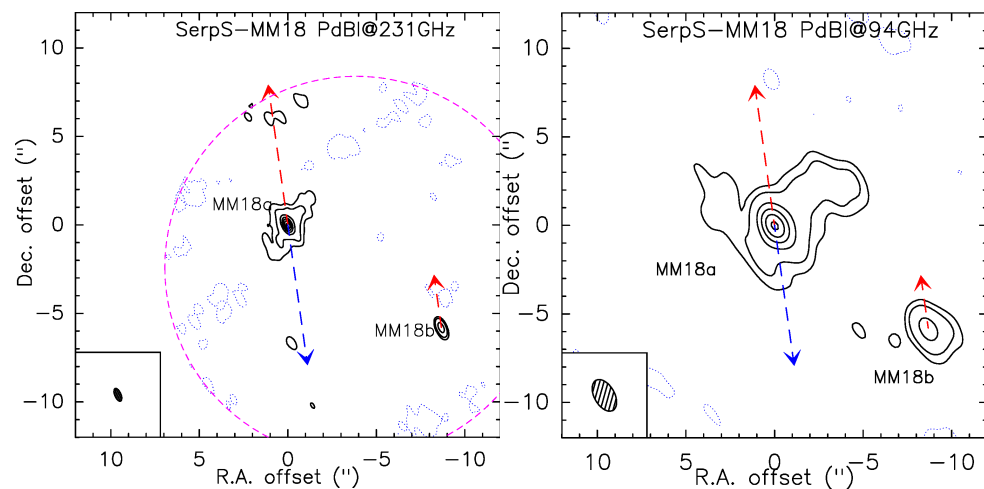 SerpS-MM18 PdBI@231GHz
10
5
0
−5
−10
Dec. offset (")
MM18a
MM18b
10 5 0 −5 −10
R.A. offset (")
SerpS-MM18 PdBI@94GHz
10
5
0
−5
−10
Dec. offset (")
MM18a
MM18b
10 5 0 −5 −10
R.A. offset (")